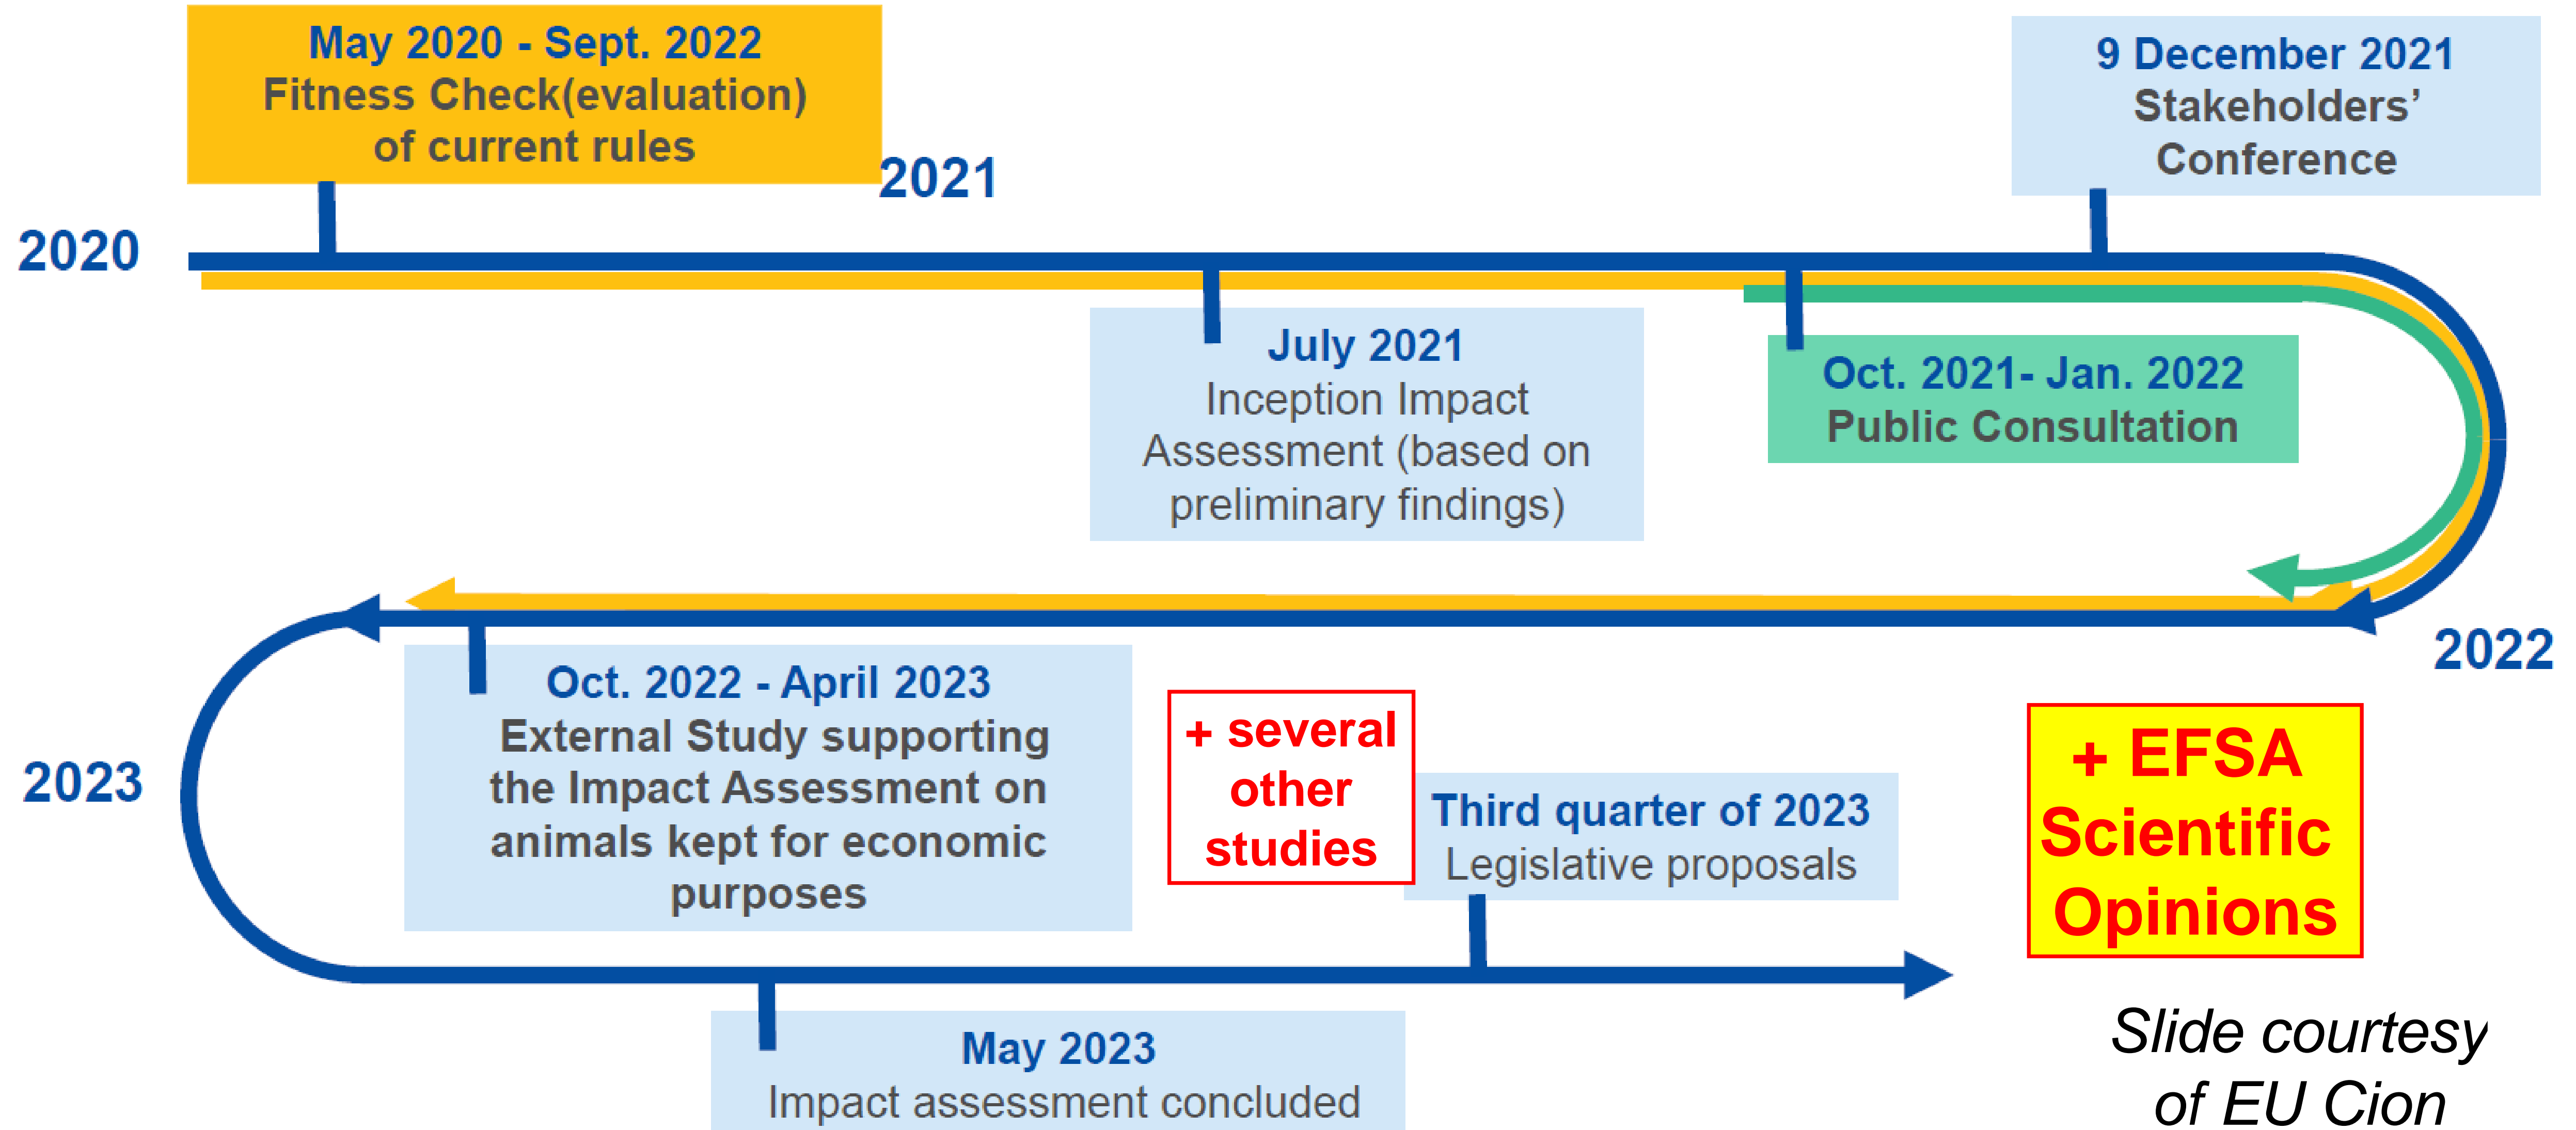 May 2020 - Sept. 2022
Fitness Check(evaluation)
of current rules
2021
9 December 2021
Stakeholders’
Conference
2020
July 2021
Inception Impact
Assessment (based on
preliminary findings)
Oct. 2021- Jan. 2022
Public Consultation
2022
Oct. 2022 - April 2023
External Study supporting
the Impact Assessment on
animals kept for economic
purposes
+ several
other
studies
2023
Third quarter of 2023
Legislative proposals
+ EFSA
Scientific
Opinions
May 2023
Impact assessment concluded
Slide courtesy
of EU Cion